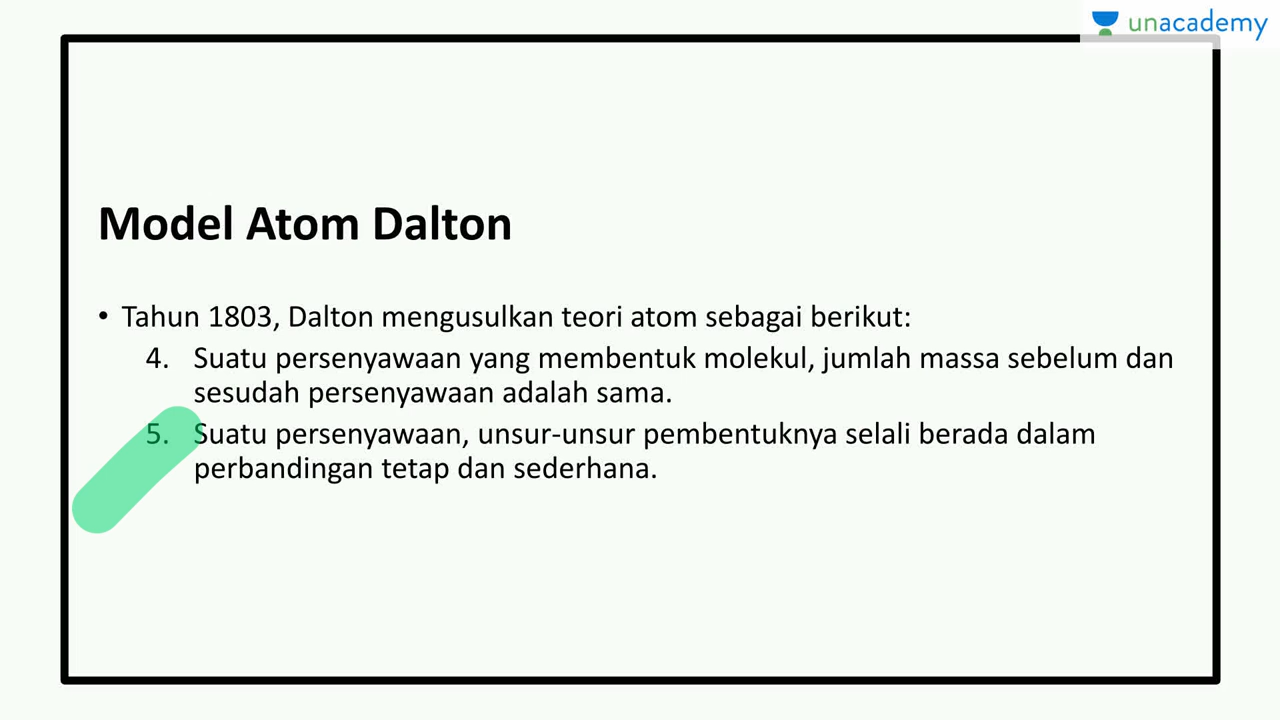 unacademy
Model Atom Dalton
• Tahun 1803, Dalton mengusulkan teori atom sebagai berikut:
4. Suatu persenyawaan yang membentuk molekul, jumlah massa sebelum dan
sesudah persenyawaan adalah sama.
5. Suatu persenyawaan, unsur-unsur pembentuknya selali berada dalam
perbandingan tetap dan sederhana.